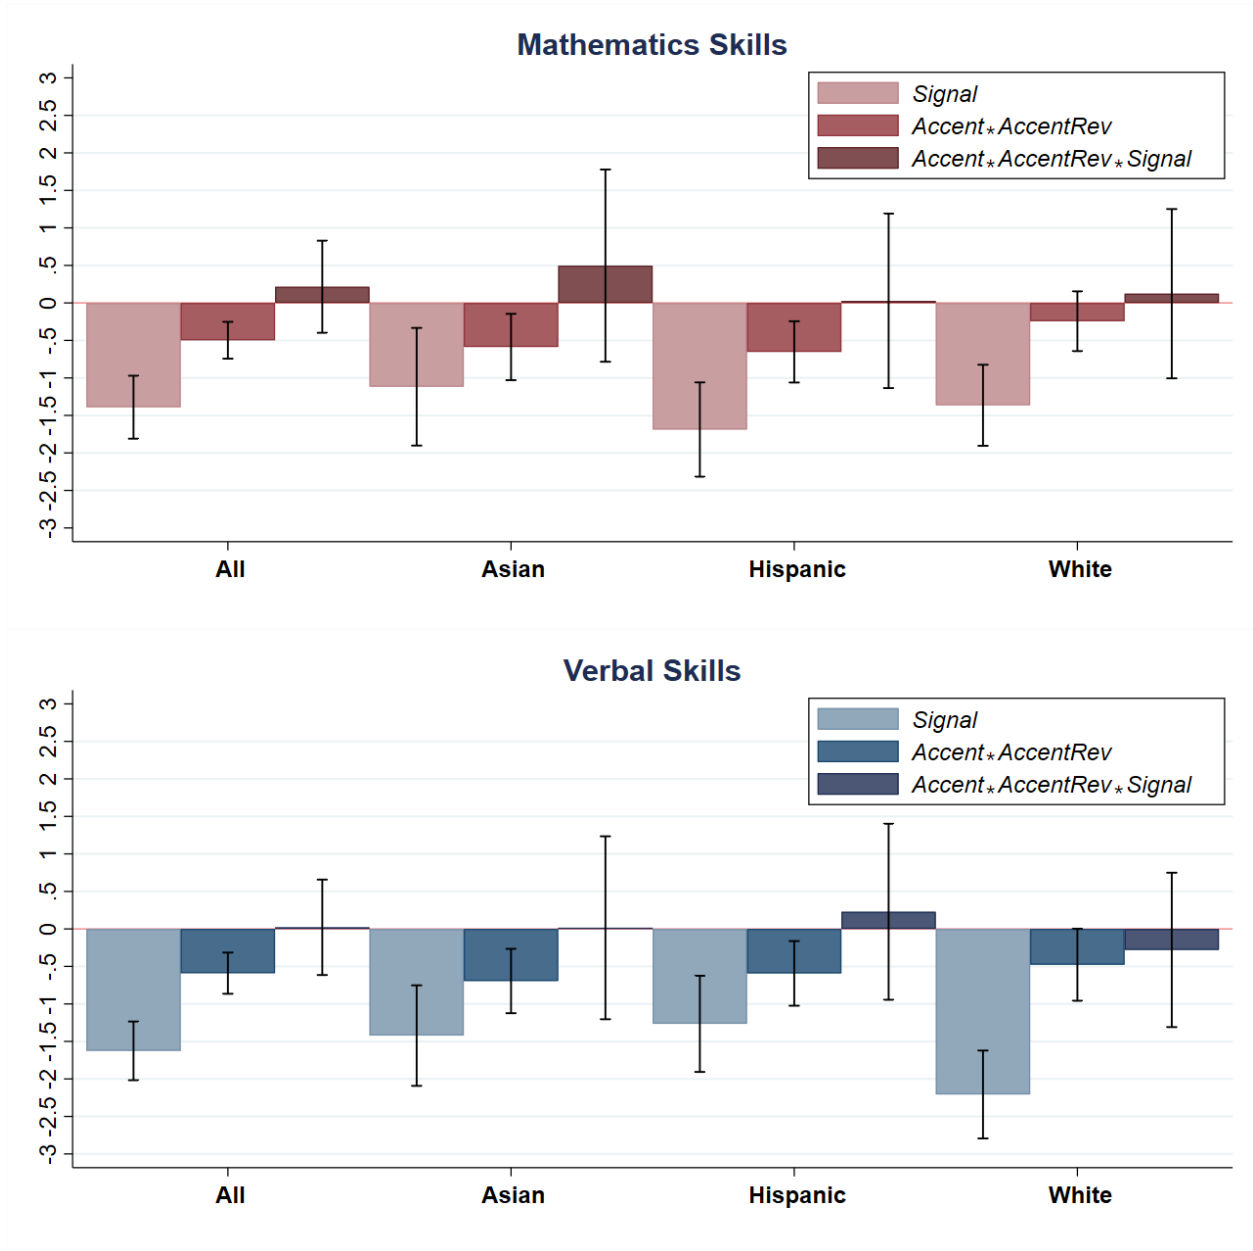 Mathematics Skills
Signal
Accent*AccentRev
Accent*AccentRev*Signal
3
2.5
2
1.5
1
.5
0
-.5
-1
-1.5
-2
-2.5
-3
All Asian Hispanic White
Verbal Skills
Signal
Accent*AccentRev
Accent*AccentRev*Signal
3
2.5
2
1.5
1
.5
0
-.5
-1
-1.5
-2
-2.5
-3
All Asian Hispanic White